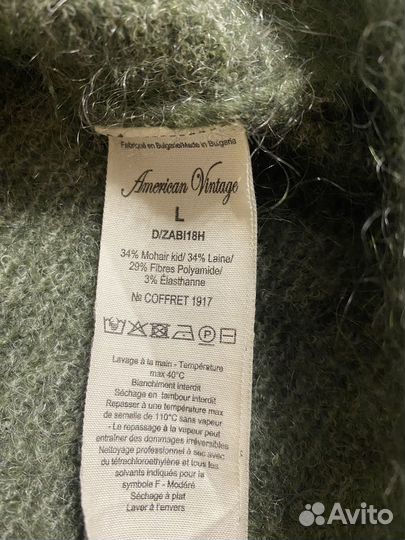 Fabriqué en Bulgarie/Made in Bulgaria
American Vintage
L
D/ZABI18H
34% Mohair kid/ 34% Laine/
29% Fibres Polyamide/
3% Élasthanne
No COFFRET 1917
P
Lavage à la main - Température
max 40°C
Blanchiment interdit
Séchage en tambour interdit
Repasser à une température max
de semelle de 110°C sans vapeur
- Le repassage à la vapeur peut
entraîner des dommages irréversibles
Nettoyage professionnel à sec avec
du tétrachloroéthylène et tous les
solvants indiqués pour la
symbole F - Modéré
Séchage à plat
Laver à l'envers
Avito